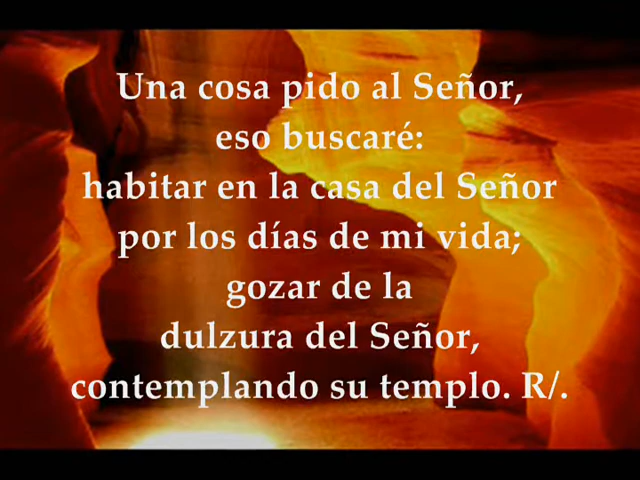 Una cosa pido al Señor,
eso buscaré:
habitar en la casa del Señor
por los días de mi vida;
gozar de la
dulzura del Señor,
contemplando su templo. R/.